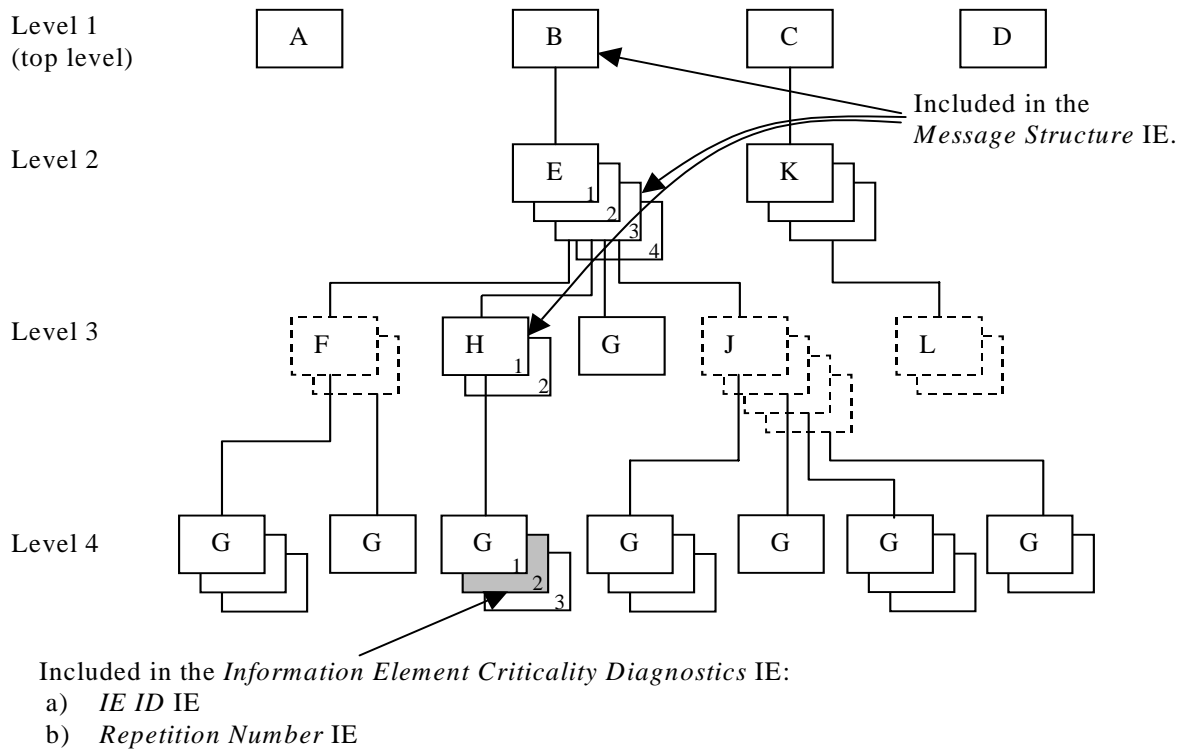 Level 1
(top level)
A
B
C
D
Included in the
Message Structure IE.
Level 2
E
1
2
3
4
K
Level 3
F
H
1
2
G
J
L
Level 4
G
G
G
1
2
3
G
G
G
G
Included in the Information Element Criticality Diagnostics IE:
a) IE ID IE
b) Repetition Number IE